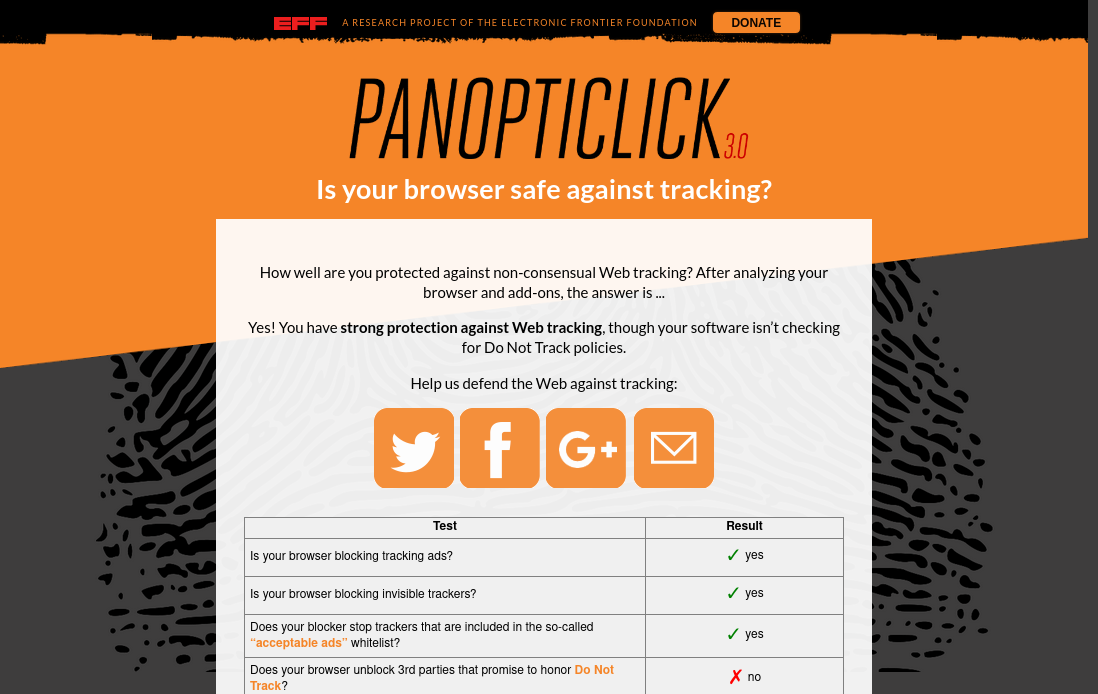 EFF A RESEARCH PROJECT OF THE ELECTRONIC FRONTIER FOUNDATION DONATE
PANOPTICLICK 3.0
Is your browser safe against tracking?
How well are you protected against non-consensual Web tracking? After analyzing your
browser and add-ons, the answer is ...
Yes! You have strong protection against Web tracking, though your software isn’t checking
for Do Not Track policies.
Help us defend the Web against tracking:
G+
Test Result
Is your browser blocking tracking ads? ✓ yes
Is your browser blocking invisible trackers? ✓ yes
Does your blocker stop trackers that are included in the so-called
“acceptable ads” whitelist? ✓ yes
Does your browser unblock 3rd parties that promise to honor Do Not
Track? ✗ no